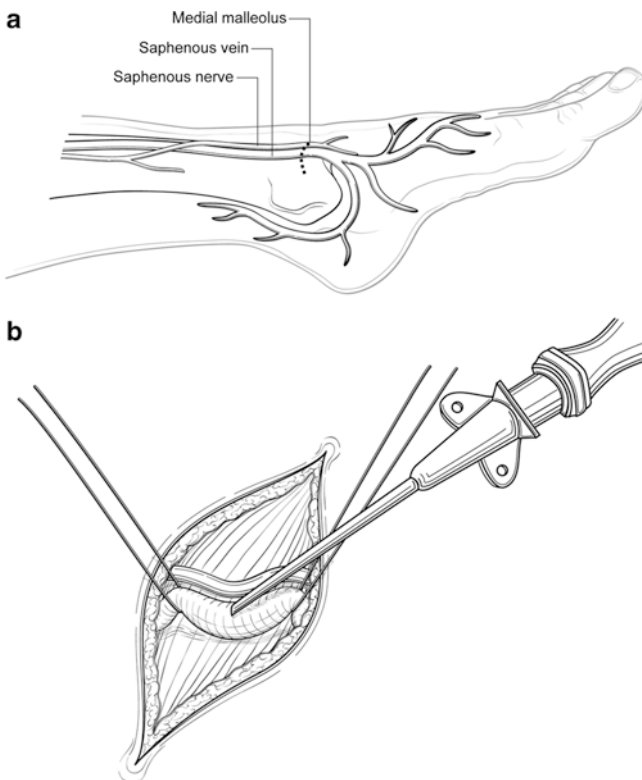 a
Medial malleolus
Saphenous vein
Saphenous nerve
b